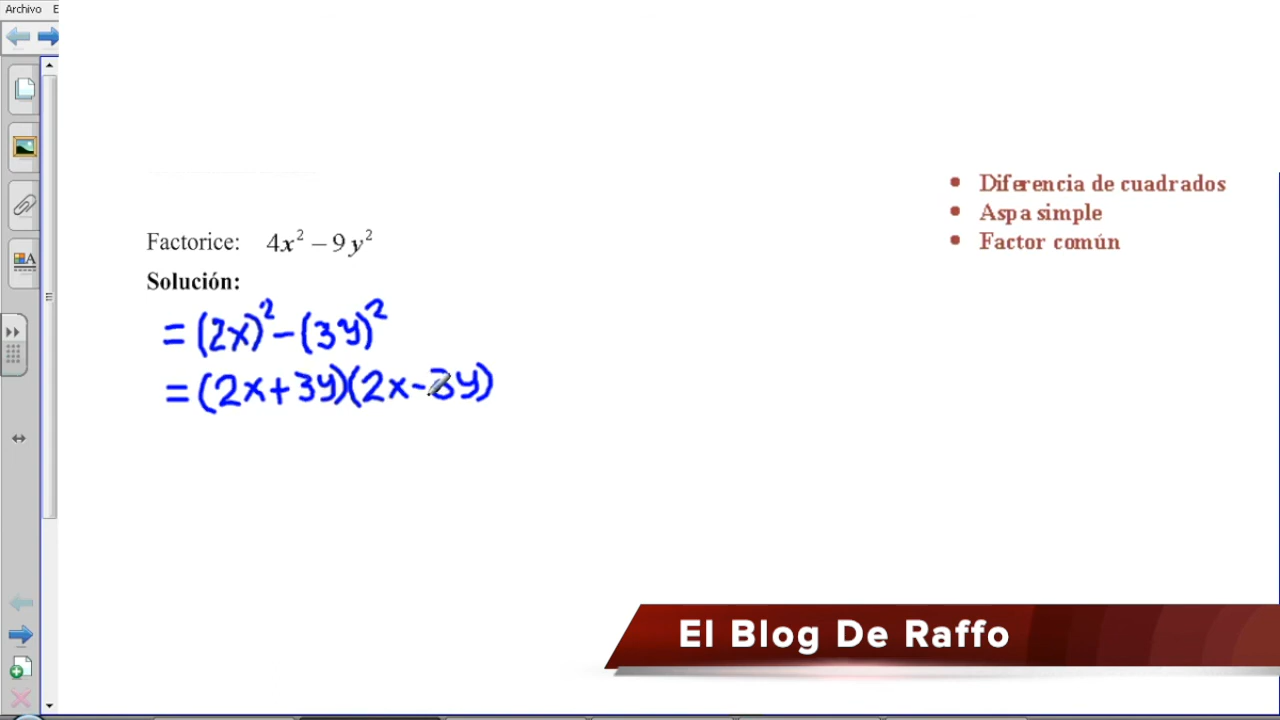 Archivo E
• Diferencia de cuadrados
• Aspa simple
• Factor común
Factorice: 4x² – 9y²
Solución:
= (2x)² - (3y)²
= (2x+3y)(2x-3y)
El Blog De Raffo